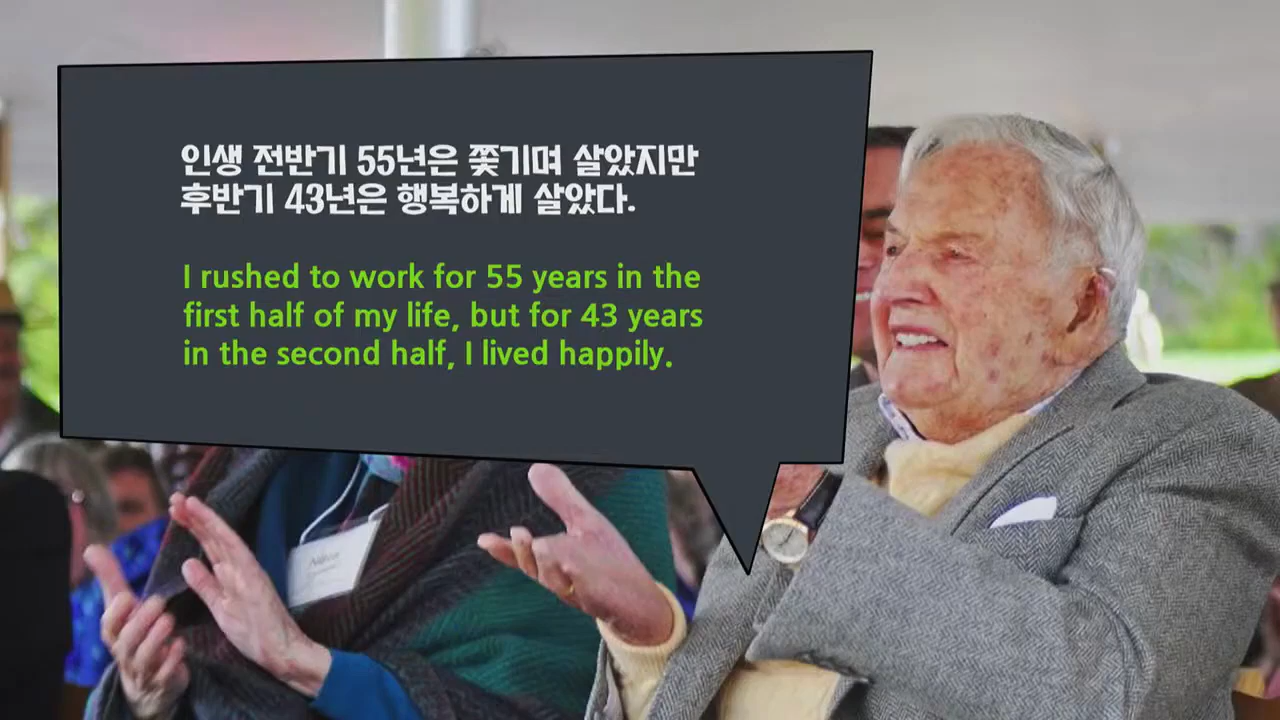 인생 전반기 55년은 쫓기며 살았지만
후반기 43년은 행복하게 살았다.
I rushed to work for 55 years in the
first half of my life, but for 43 years
in the second half, I lived happily.